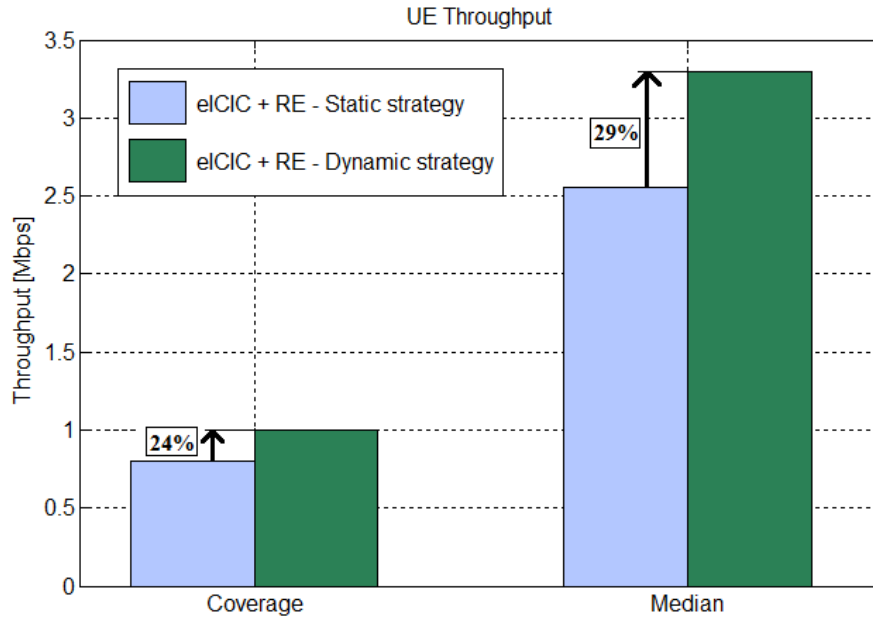 UE Throughput
3.5
3
2.5
2
1.5
1
0.5
0
Throughput [Mbps]
eICIC + RE - Static strategy
eICIC + RE - Dynamic strategy
29%
24%
Coverage
Median